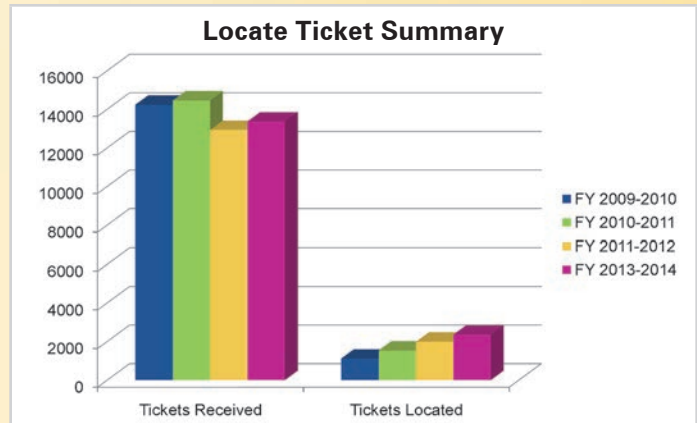 Locate Ticket Summary
16000
14000
12000
10000
8000
6000
4000
2000
0
Tickets Received
Tickets Located
FY 2009-2010
FY 2010-2011
FY 2011-2012
FY 2013-2014